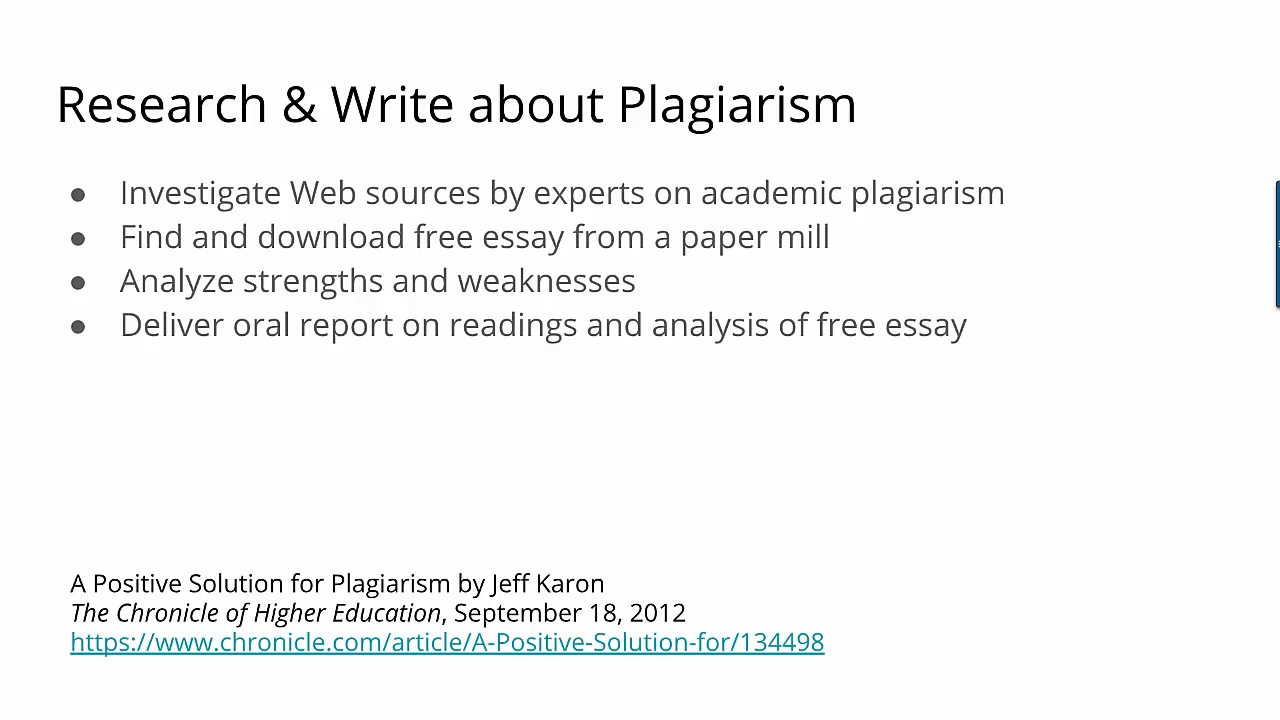 Research & Write about Plagiarism
● Investigate Web sources by experts on academic plagiarism
● Find and download free essay from a paper mill
● Analyze strengths and weaknesses
● Deliver oral report on readings and analysis of free essay
A Positive Solution for Plagiarism by Jeff Karon
The Chronicle of Higher Education, September 18, 2012
https://www.chronicle.com/article/A-Positive-Solution-for/134498